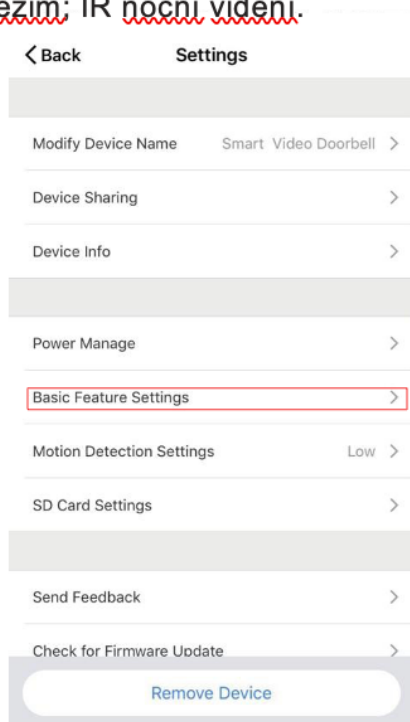 ežim; IR noční vidění.
Back Settings
Modify Device Name Smart Video Doorbell
Device Sharing
Device Info
Power Manage
Basic Feature Settings
Motion Detection Settings Low
SD Card Settings
Send Feedback
Check for Firmware Update
Remove Device